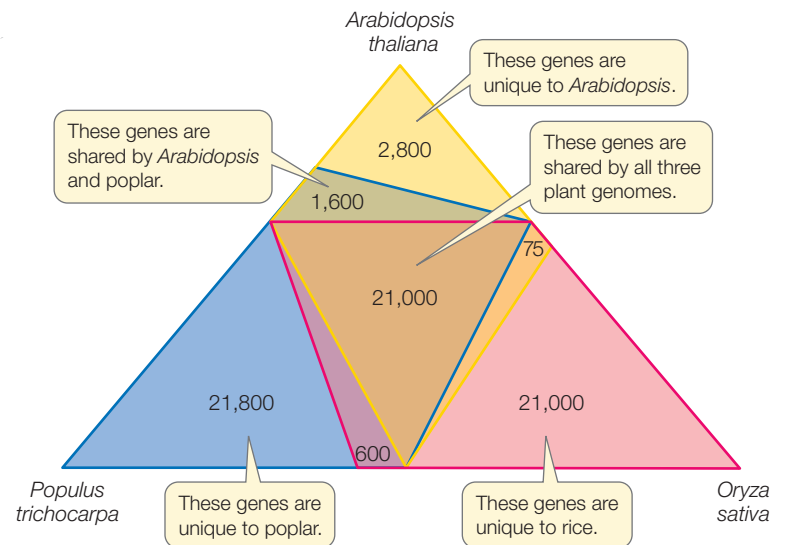 Arabidopsis
thaliana
These genes are
unique to Arabidopsis.
These genes are
shared by Arabidopsis
and poplar.
2,800
These genes are
shared by all three
plant genomes.
1,600
75
21,000
21,800
21,000
600
Populus
trichocarpa
These genes are
unique to poplar.
These genes are
unique to rice.
Oryza
sativa